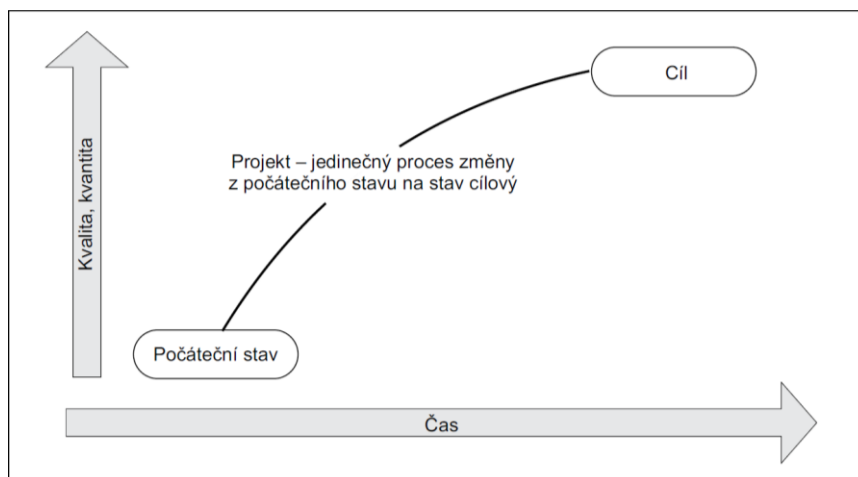 Cíl
Projekt – jedinečný proces změny
z počátečního stavu na stav cílový
Kvalita, kvantita
Počáteční stav
Čas